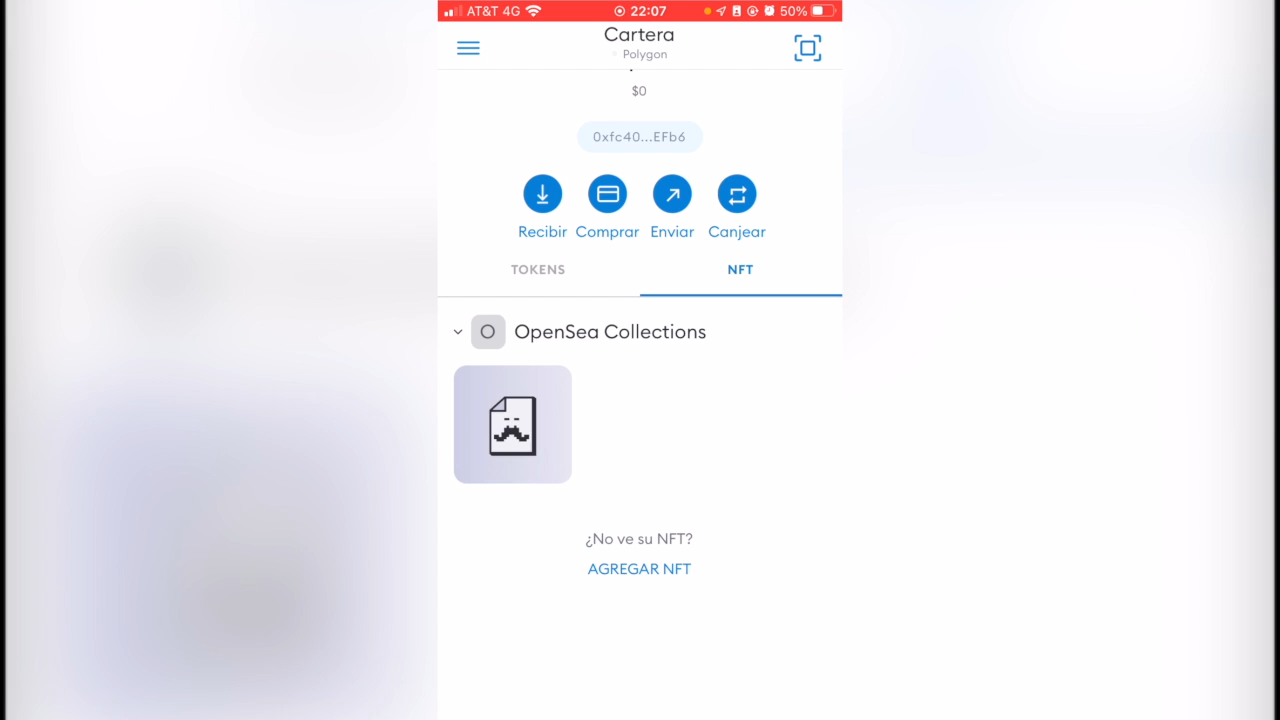 AT&T 4G 22:07 50%
Cartera
Polygon
$0
0xfc40...EFb6
Recibir Comprar Enviar Canjear
TOKENS NFT
O OpenSea Collections
¿No ve su NFT?
AGREGAR NFT